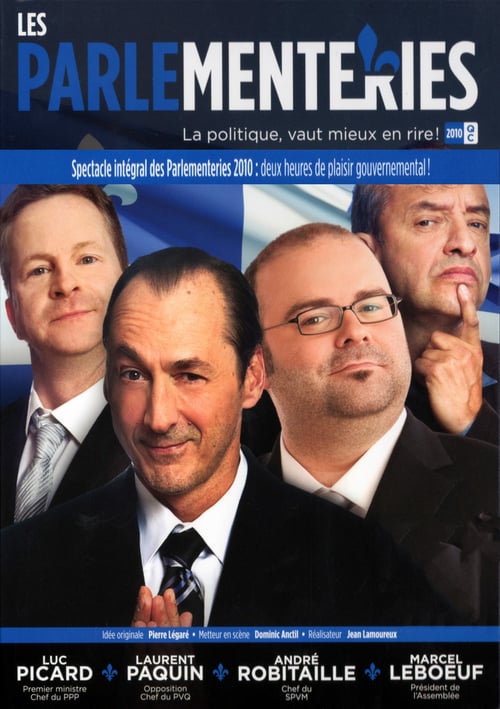 LES
PARLEMENTERIES
La politique, vaut mieux en rire! 2010 QC
Spectacle intégral des Parlementeries 2010 : deux heures de plaisir gouvernemental !
Idée originale Pierre Légaré • Metteur en scène Dominic Anctil • Réalisateur Jean Lamoureux
LUC
PICARD
Premier ministre
Chef du PPP
LAURENT
PAQUIN
Opposition
Chef du PVQ
ANDRÉ
ROBITAILLE
Chef du
SPVM
MARCEL
LEBOEUF
Président de
l'Assemblée